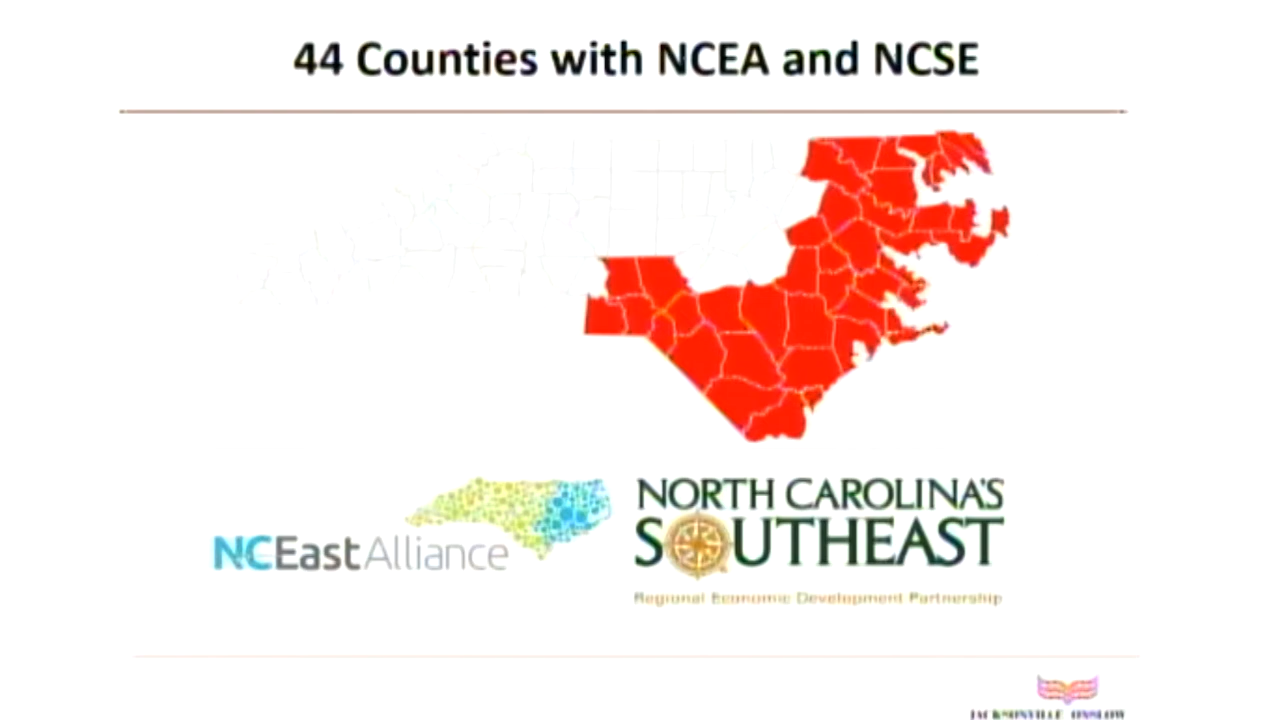 44 Counties with NCEA and NCSE
NCEastAlliance
NORTH CAROLINA'S
SOUTHEAST
Regional Economic Development Partnership
JACKSONVILLE ONSLOW